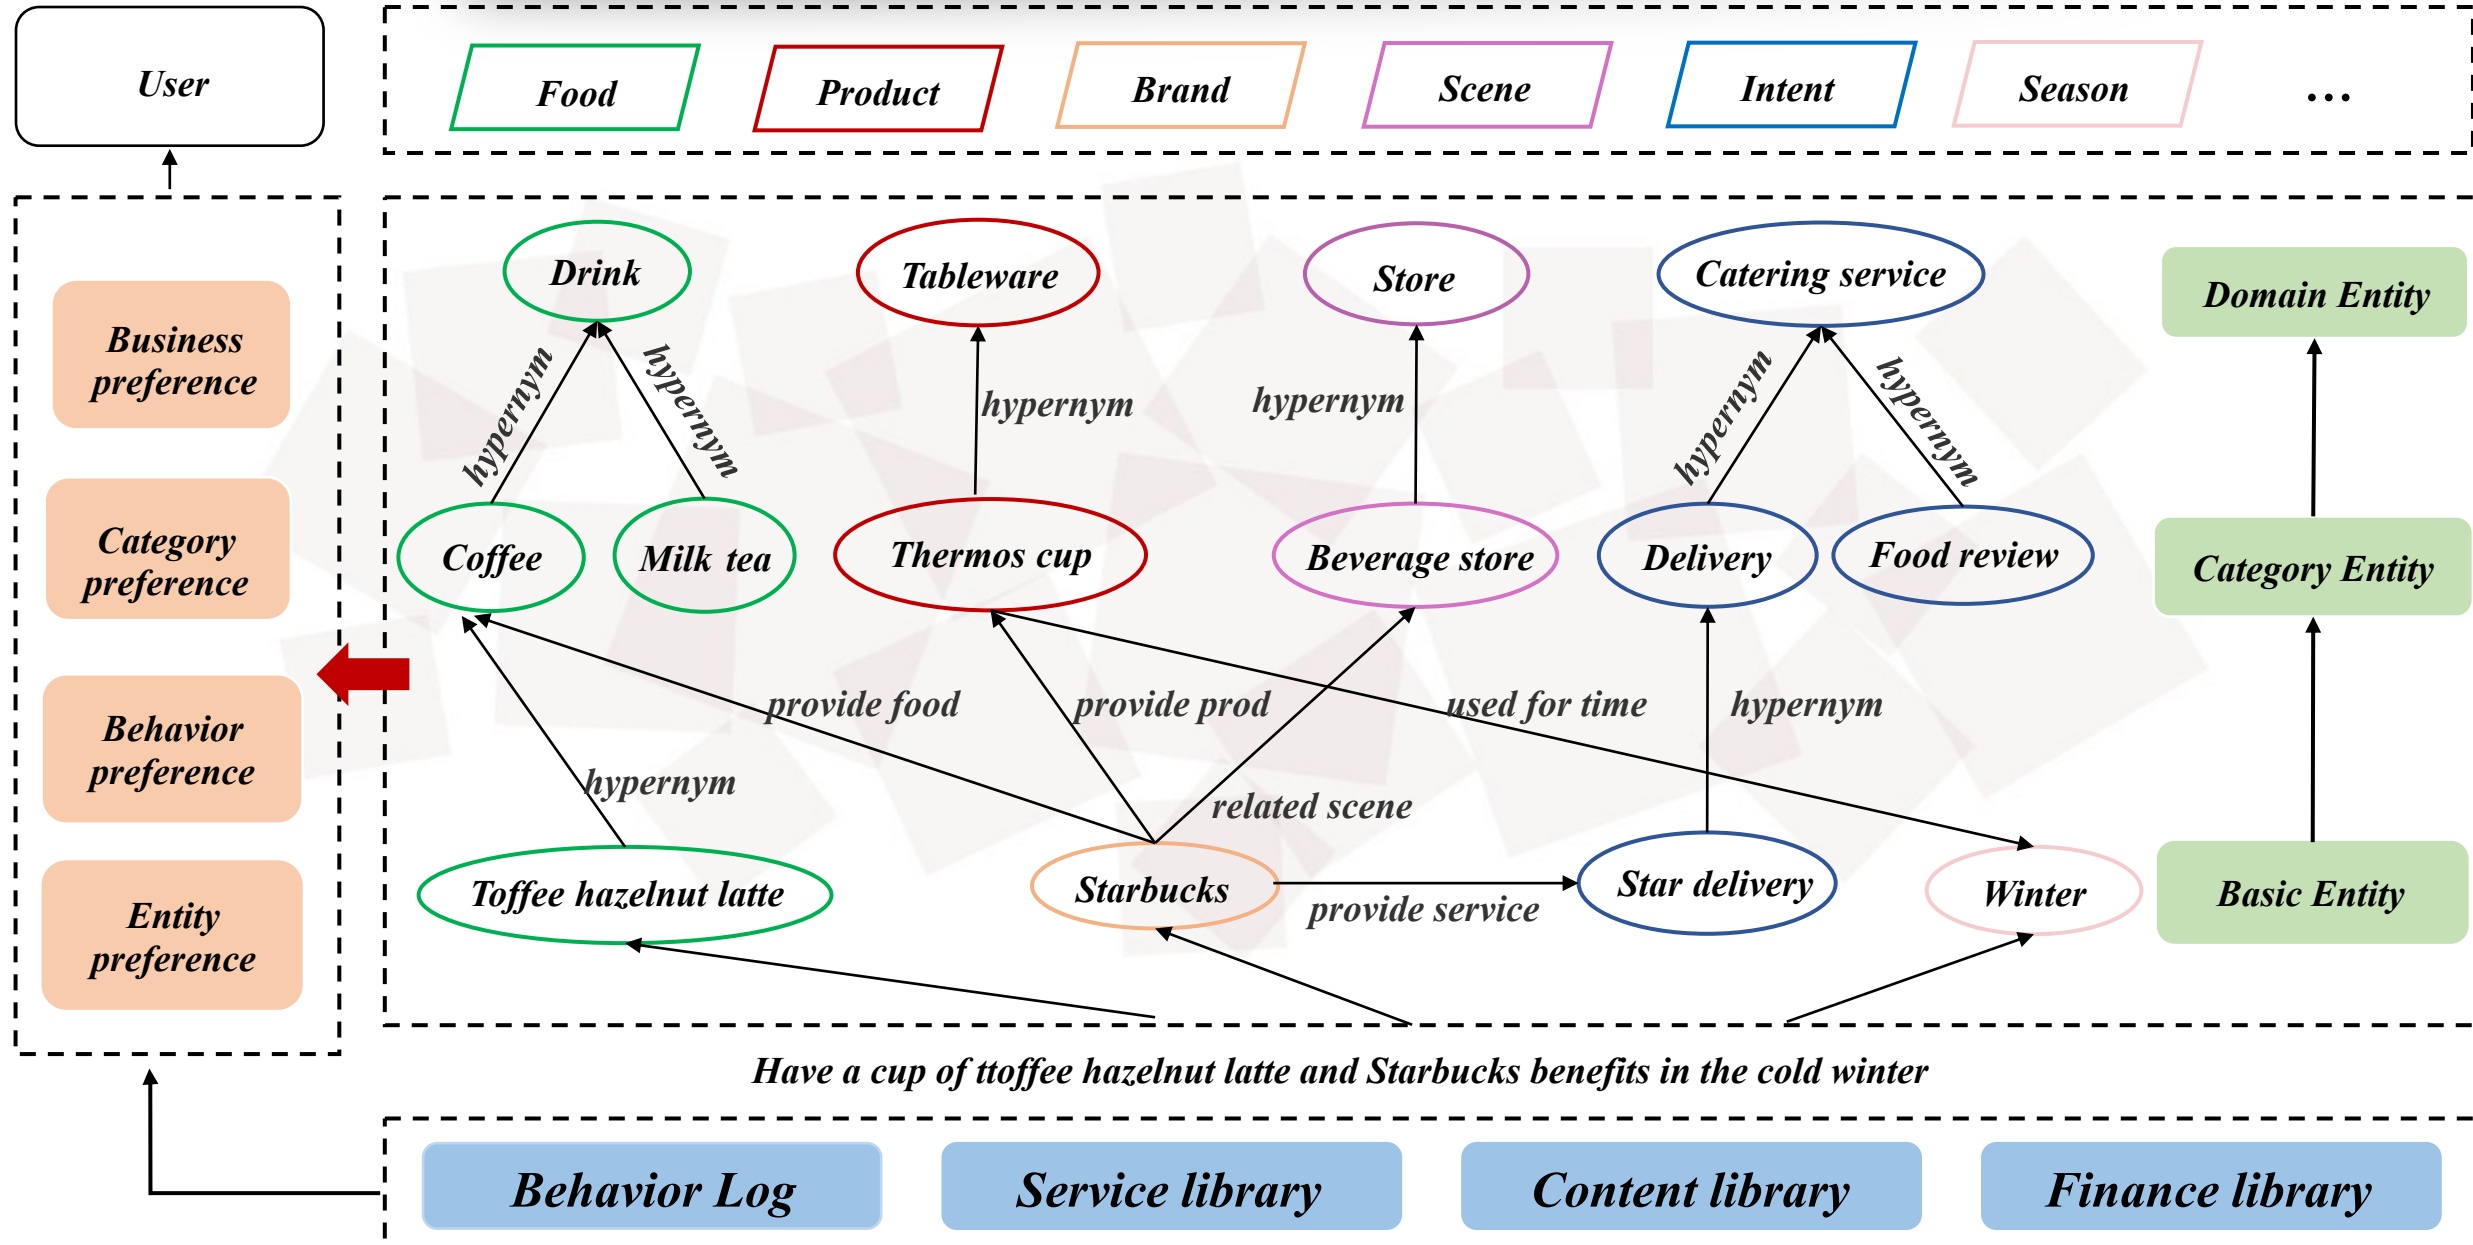 User
Food
Product
Brand
Scene
Intent
Season
...
Business
preference
Category
preference
Behavior
preference
Entity
preference
Drink
Tableware
Store
Catering service
Domain Entity
hypernym
hypernym
hypernym
hypernym
hypernym
hypernym
Coffee
Milk tea
Thermos cup
Beverage store
Delivery
Food review
Category Entity
provide food
provide prod
used for time
hypernym
hypernym
related scene
Toffee hazelnut latte
Starbucks
provide service
Star delivery
Winter
Basic Entity
Have a cup of ttoffee hazelnut latte and Starbucks benefits in the cold winter
Behavior Log
Service library
Content library
Finance library